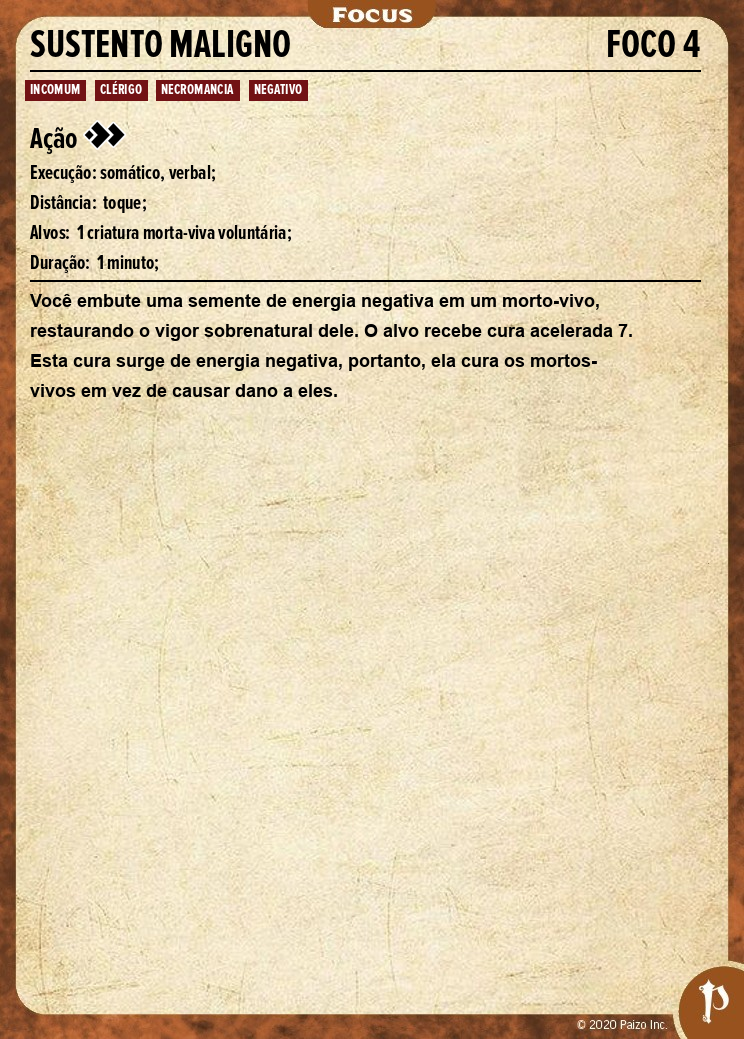 Focus
SUSTENTO MALIGNO FOCO 4
INCOMUM CLÉRIGO NECROMANCIA NEGATIVO
Ação
Execução: somático, verbal;
Distância: toque;
Alvos: 1 criatura morta-viva voluntária;
Duração: 1 minuto;
Você embute uma semente de energia negativa em um morto-vivo,
restaurando o vigor sobrenatural dele. O alvo recebe cura acelerada 7.
Esta cura surge de energia negativa, portanto, ela cura os mortos-
vivos em vez de causar dano a eles.
© 2020 Paizo Inc.
P